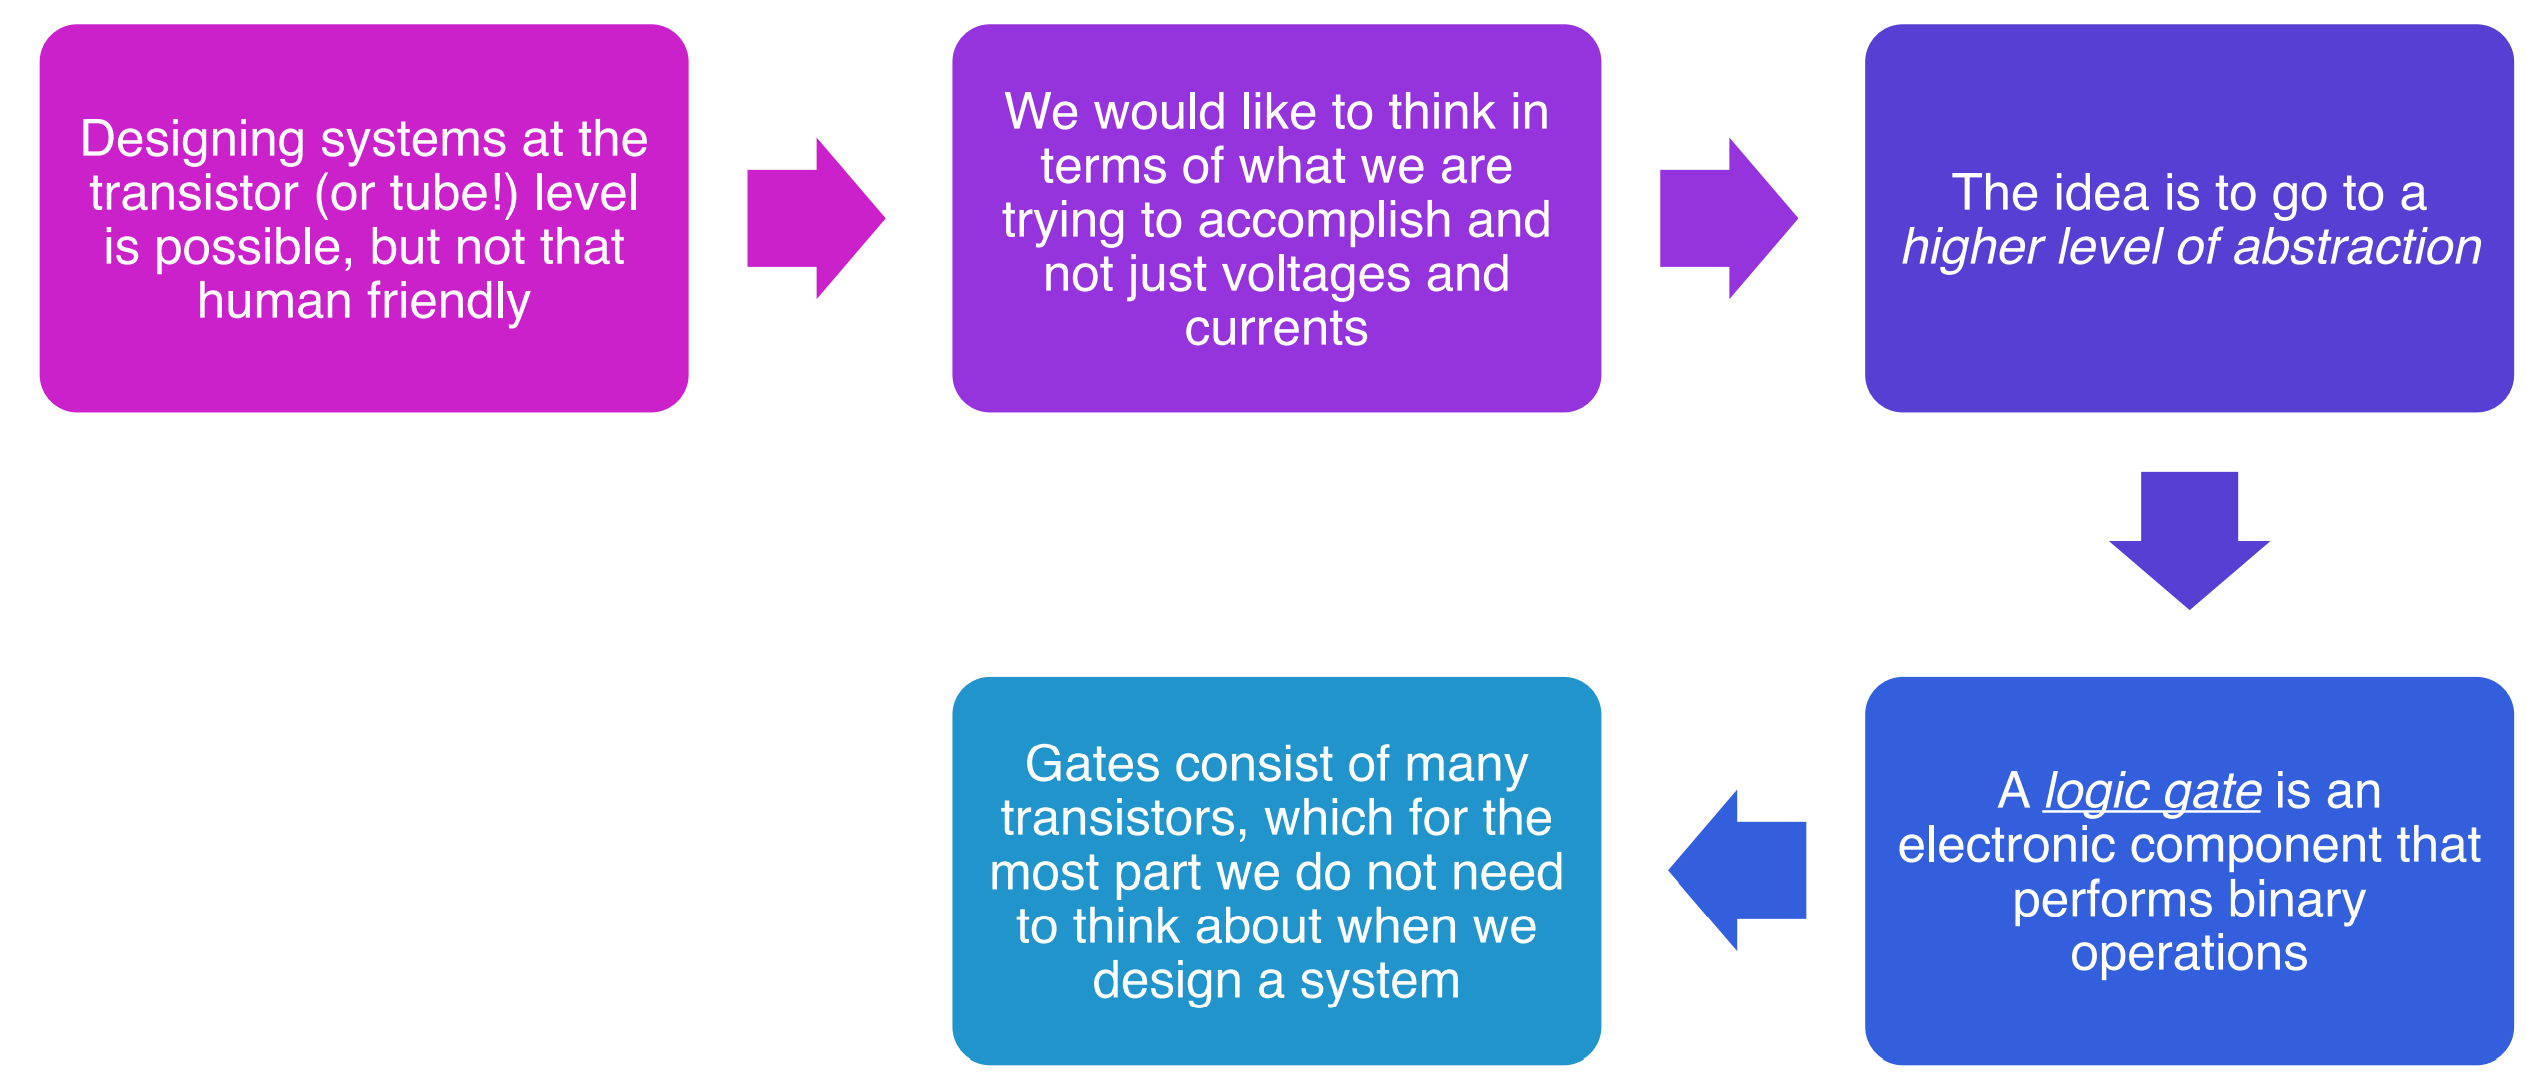 Designing systems at the
transistor (or tube!) level
is possible, but not that
human friendly
We would like to think in
terms of what we are
trying to accomplish and
not just voltages and
currents
The idea is to go to a
higher level of abstraction
A logic gate is an
electronic component that
performs binary
operations
Gates consist of many
transistors, which for the
most part we do not need
to think about when we
design a system